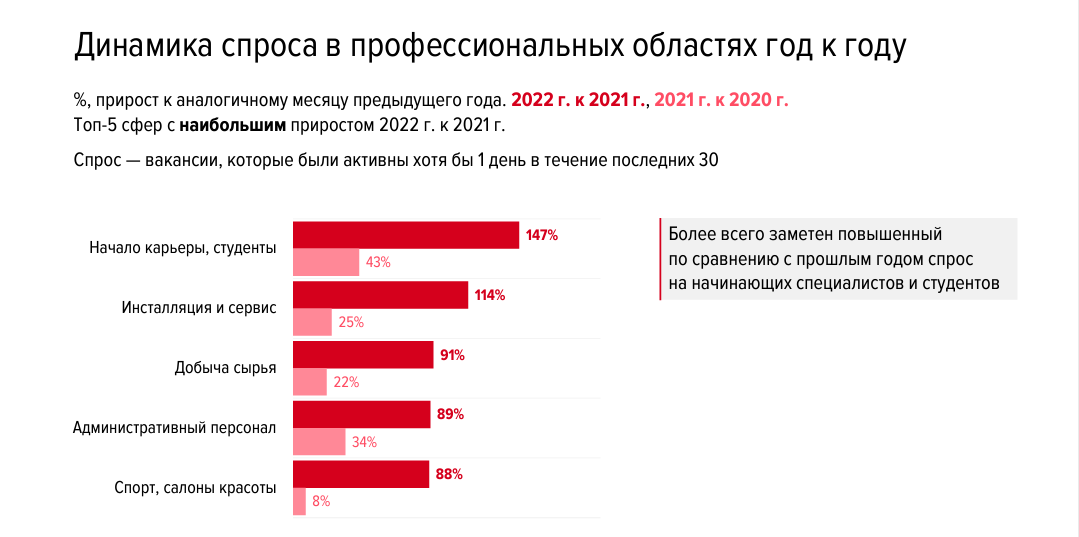 Динамика спроса в профессиональных областях год к году
%, прирост к аналогичному месяцу предыдущего года. 2022 г. к 2021 г., 2021 г. к 2020 г.
Топ-5 сфер с наибольшим приростом 2022 г. к 2021 г.
Спрос — вакансии, которые были активны хотя бы 1 день в течение последних 30
Начало карьеры, студенты
147%
43%
Инсталляция и сервис
114%
25%
Добыча сырья
91%
22%
Административный персонал
89%
34%
Спорт, салоны красоты
88%
8%
Более всего заметен повышенный
по сравнению с прошлым годом спрос
на начинающих специалистов и студентов